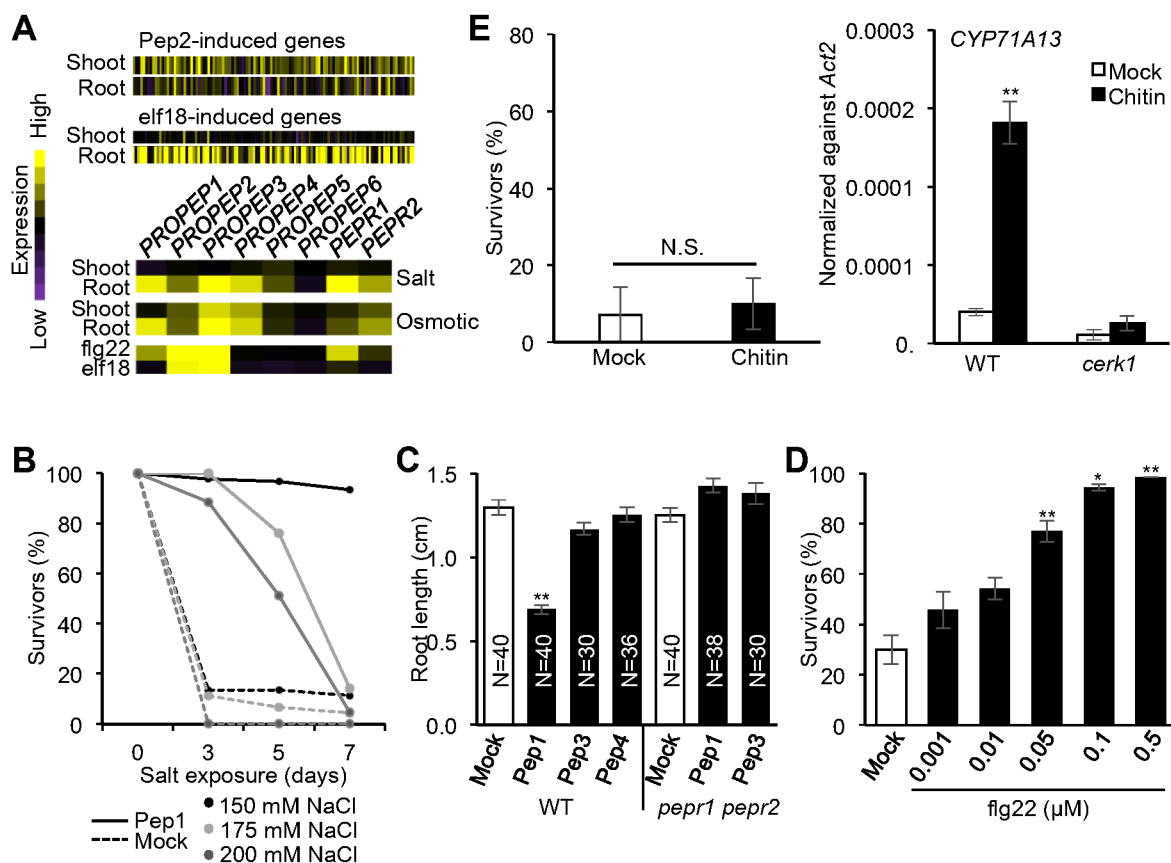 A
Pep2-induced genes
Shoot
Root
elf18-induced genes
Shoot
Root
High
Expression
Low
PROPEP1
PROPEP2
PROPEP3
PROPEP4
PROPEP5
PROPEP6
PEPR1
PEPR2
Shoot
Root
Salt
Shoot
Root
Osmotic
flg22
elf18
E
Survivors (%)
80
60
40
20
0
N.S.
Mock
Chitin
Normalized against Act2
0.0003
0.0002
0.0001
0.0001
0.
CYP71A13
Mock
Chitin
**
WT
cerk1
B
Survivors (%)
100
80
60
40
20
0
0 3 5 7
Salt exposure (days)
Pep1
Mock
150 mM NaCl
175 mM NaCl
200 mM NaCl
C
Root length (cm)
1.5
1.0
0.5
0.0
**
N=40
N=40
N=30
N=36
N=40
N=38
N=30
Mock
Pep1
Pep3
Pep4
Mock
Pep1
Pep3
WT
pepr1 pepr2
D
Survivors (%)
100
80
60
40
20
0
**
*
**
Mock
0.001
0.01
0.05
0.1
0.5
flg22 (µM)